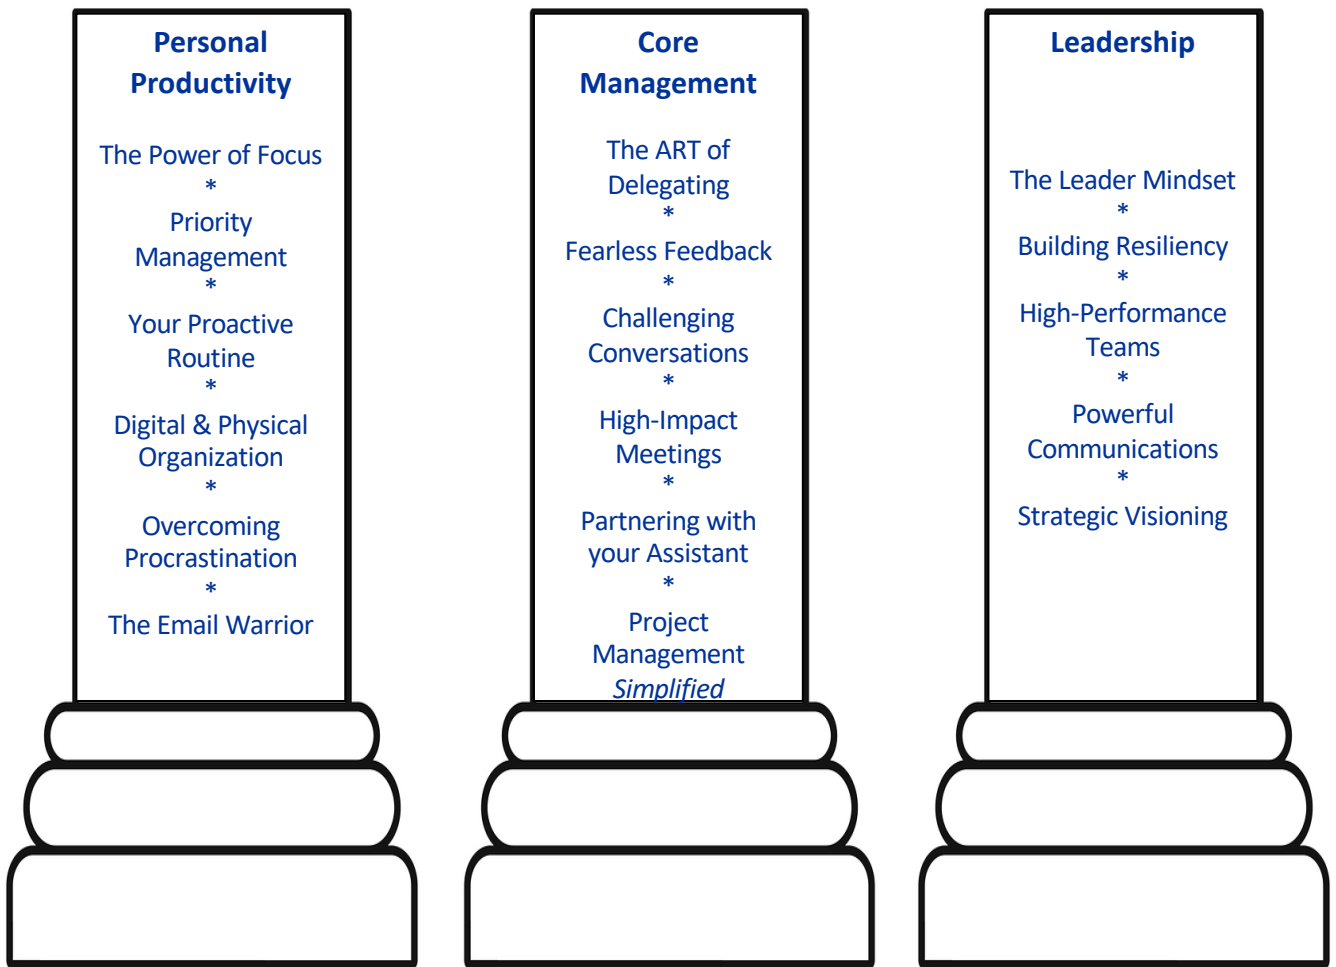 Personal
Productivity
The Power of Focus
*
Priority
Management
*
Your Proactive
Routine
*
Digital & Physical
Organization
*
Overcoming
Procrastination
*
The Email Warrior
Core
Management
The ART of
Delegating
*
Fearless Feedback
*
Challenging
Conversations
*
High-Impact
Meetings
*
Partnering with
your Assistant
*
Project
Management
Simplified
Leadership
The Leader Mindset
*
Building Resiliency
*
High-Performance
Teams
*
Powerful
Communications
*
Strategic Visioning